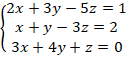 2x + 3y − 5z = 1
x + y − 3z = 2
3x + 4y + z = 0